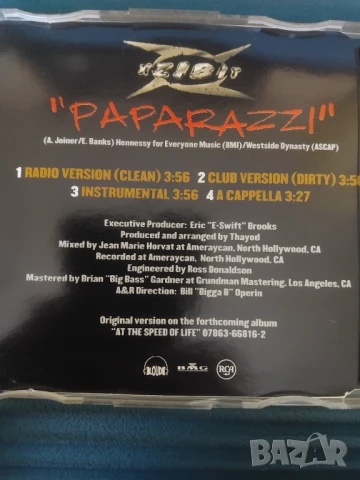 XZIBIT
"PAPARAZZI"
(A. Joiner/E. Banks) Hennessy for Everyone Music (BMI)/Westside Dynasty (ASCAP)
1 RADIO VERSION (CLEAN) 3:56 2 CLUB VERSION (DIRTY) 3:56
3 INSTRUMENTAL 3:56 4 A CAPPELLA 3:27
Executive Producer: Eric "E-Swift" Brooks
Produced and arranged by Thayod
Mixed by Jean Marie Horvat at Ameraycan, North Hollywood, CA
Recorded at Ameraycan, North Hollywood, CA
Engineered by Ross Donaldson
Mastered by Brian "Big Bass" Gardner at Grundman Mastering, Los Angeles, CA
A&R Direction: Bill "Bigga B" Operin
Original version on the forthcoming album
"AT THE SPEED OF LIFE" 07863-66816-2
LOUD BMG RCA
BAZAR